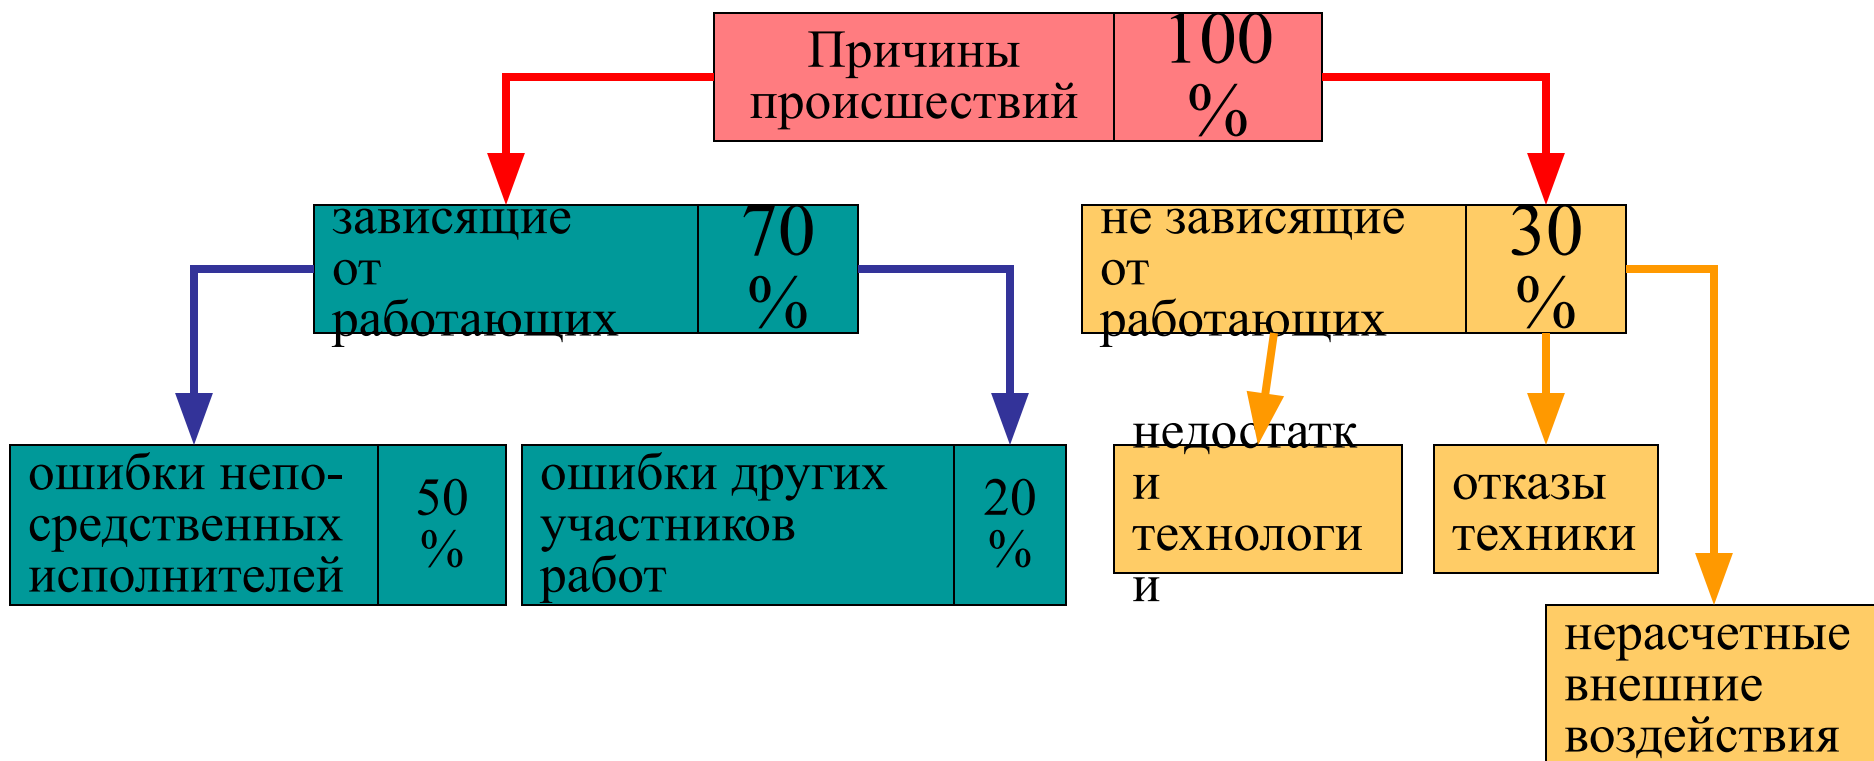 Причины
происшествий
100
%
зависящие
от
работающих
70
%
не зависящие
от
работающих
30
%
ошибки непо-
средственных
исполнителей
50
%
ошибки других
участников
работ
20
%
недостатк
и
технологи
и
отказы
техники
нерасчетные
внешние
воздействия